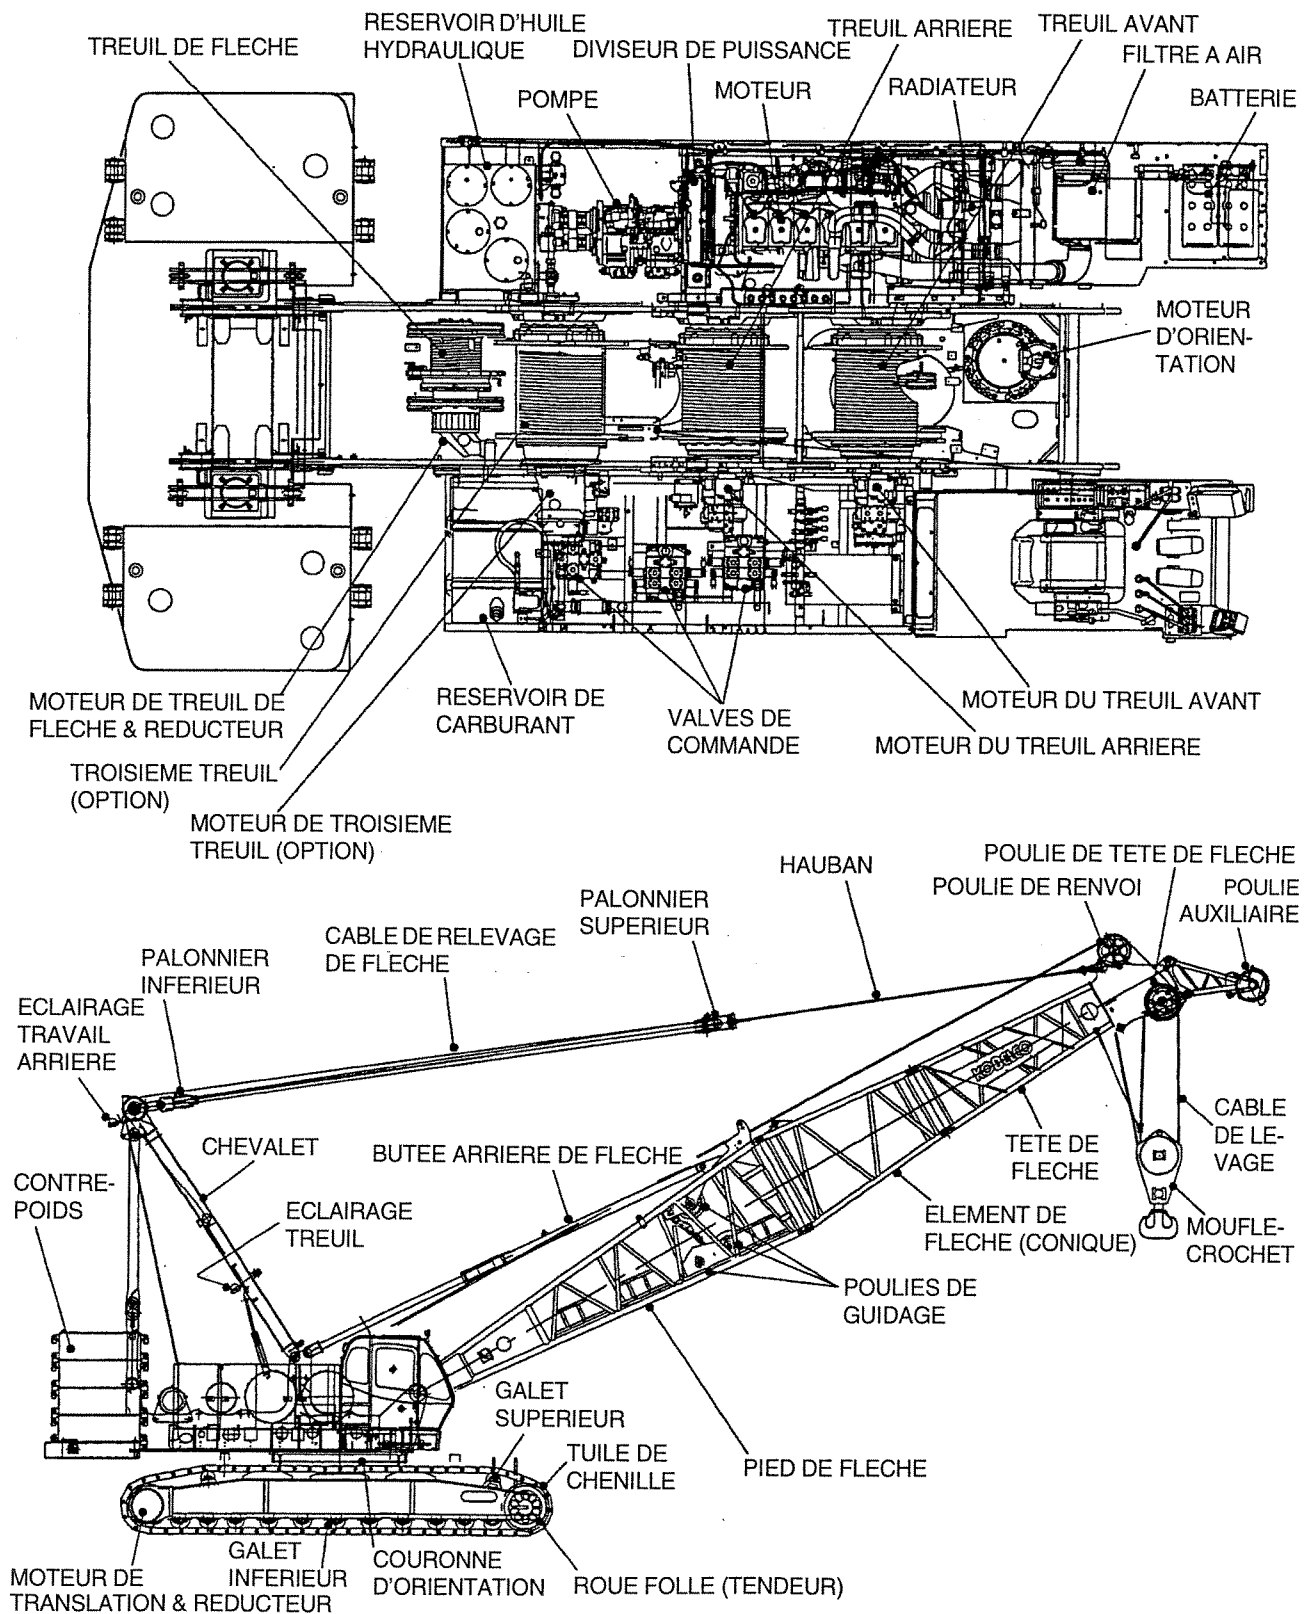 TREUIL DE FLECHE
RESERVOIR D'HUILE
HYDRAULIQUE
POMPE
DIVISEUR DE PUISSANCE
MOTEUR
TREUIL ARRIERE
RADIATEUR
TREUIL AVANT
FILTRE A AIR
BATTERIE
MOTEUR
D'ORIEN-
TATION
MOTEUR DE TREUIL DE
FLECHE & REDUCTEUR
TROISIEME TREUIL
(OPTION)
MOTEUR DE TROISIEME
TREUIL (OPTION)
RESERVOIR DE
CARBURANT
VALVES DE
COMMANDE
MOTEUR DU TREUIL AVANT
MOTEUR DU TREUIL ARRIERE
HAUBAN
POULIE DE TETE DE FLECHE
POULIE DE RENVOI
POULIE
AUXILIAIRE
PALONNIER
SUPERIEUR
CABLE DE RELEVAGE
DE FLECHE
PALONNIER
INFERIEUR
ECLAIRAGE
TRAVAIL
ARRIERE
CHEVALET
CONTRE-
POIDS
ECLAIRAGE
TREUIL
BUTEE ARRIERE DE FLECHE
KOBELCO
TETE DE
FLECHE
CABLE
DE LE-
VAGE
ELEMENT DE
FLECHE (CONIQUE)
MOUFLE-
CROCHET
POULIES DE
GUIDAGE
GALET
SUPERIEUR
TUILE DE
CHENILLE
PIED DE FLECHE
MOTEUR DE
TRANSLATION & REDUCTEUR
GALET
INFERIEUR
COURONNE
D'ORIENTATION
ROUE FOLLE (TENDEUR)